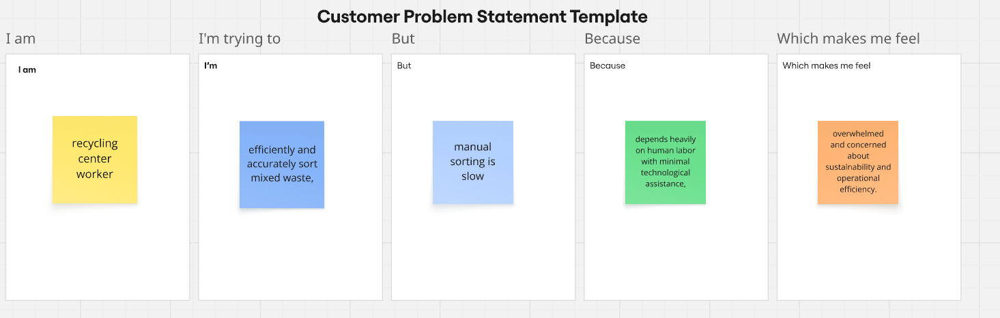 Customer Problem Statement Template
I am
I'm trying to
But
Because
Which makes me feel
I am
recycling
center
worker
I'm
efficiently and
accurately sort
mixed waste,
But
manual
sorting is
slow
Because
depends heavily
on human labor
with minimal
technological
assistance,
Which makes me feel
overwhelmed
and concerned
about
sustainability and
operational
efficiency.